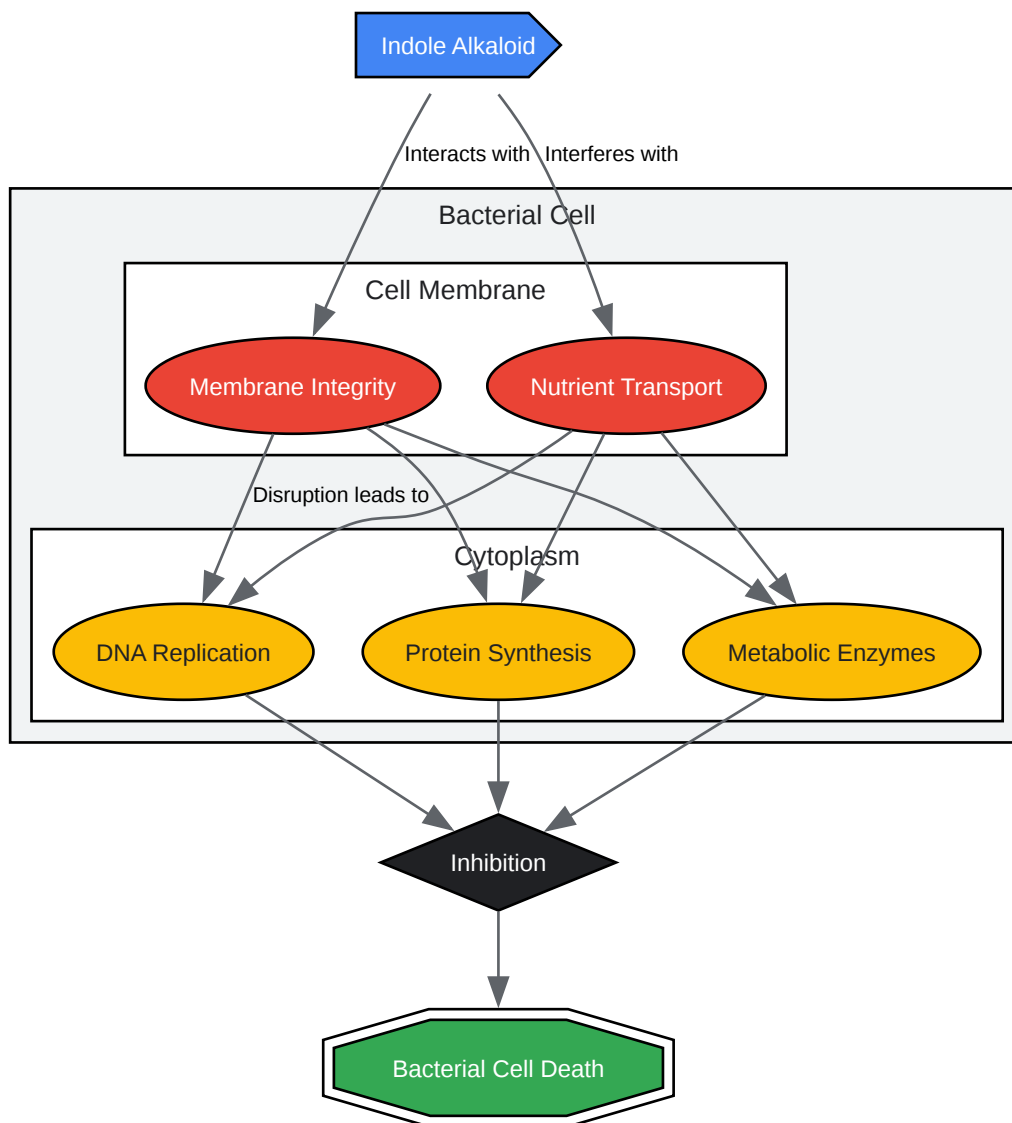 Indole Alkaloid
Interacts with
Interferes with
Bacterial Cell
Cell Membrane
Membrane Integrity
Nutrient Transport
Disruption leads to
Cytoplasm
DNA Replication
Protein Synthesis
Metabolic Enzymes
Inhibition
Bacterial Cell Death